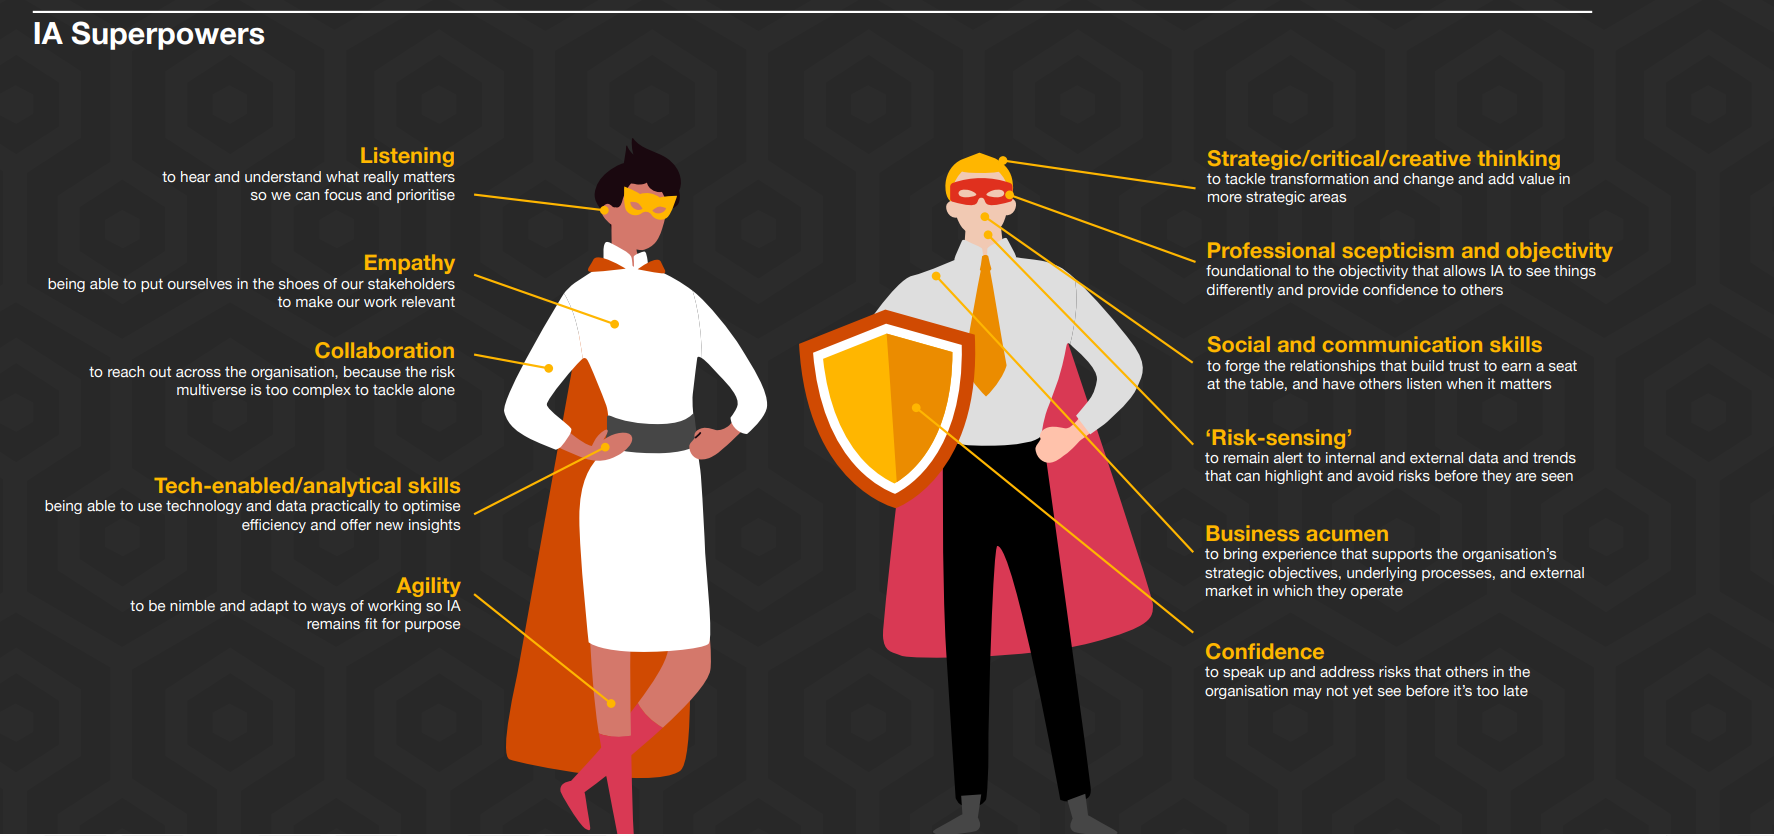 IA Superpowers
Listening
to hear and understand what really matters
so we can focus and prioritise
Empathy
being able to put ourselves in the shoes of our stakeholders
to make our work relevant
Collaboration
to reach out across the organisation, because the risk
multiverse is too complex to tackle alone
Tech-enabled/analytical skills
being able to use technology and data practically to optimise
efficiency and offer new insights
Agility
to be nimble and adapt to ways of working so IA
remains fit for purpose
Strategic/critical/creative thinking
to tackle transformation and change and add value in
more strategic areas
Professional scepticism and objectivity
foundational to the objectivity that allows IA to see things
differently and provide confidence to others
Social and communication skills
to forge the relationships that build trust to earn a seat
at the table, and have others listen when it matters
‘Risk-sensing’
to remain alert to internal and external data and trends
that can highlight and avoid risks before they are seen
Business acumen
to bring experience that supports the organisation’s
strategic objectives, underlying processes, and external
market in which they operate
Confidence
to speak up and address risks that others in the
organisation may not yet see before it’s too late